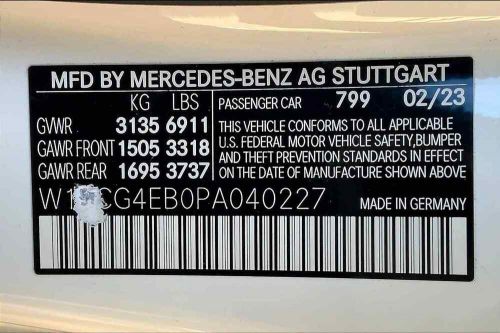 MFD BY MERCEDES-BENZ AG STUTTGART
KG LBS PASSENGER CAR 799 02/23
GVWR 3135 6911
GAWR FRONT 1505 3318
GAWR REAR 1695 3737
THIS VEHICLE CONFORMS TO ALL APPLICABLE
U.S. FEDERAL MOTOR VEHICLE SAFETY,BUMPER
AND THEFT PREVENTION STANDARDS IN EFFECT
ON THE DATE OF MANUFACTURE SHOWN ABOVE
MADE IN GERMANY